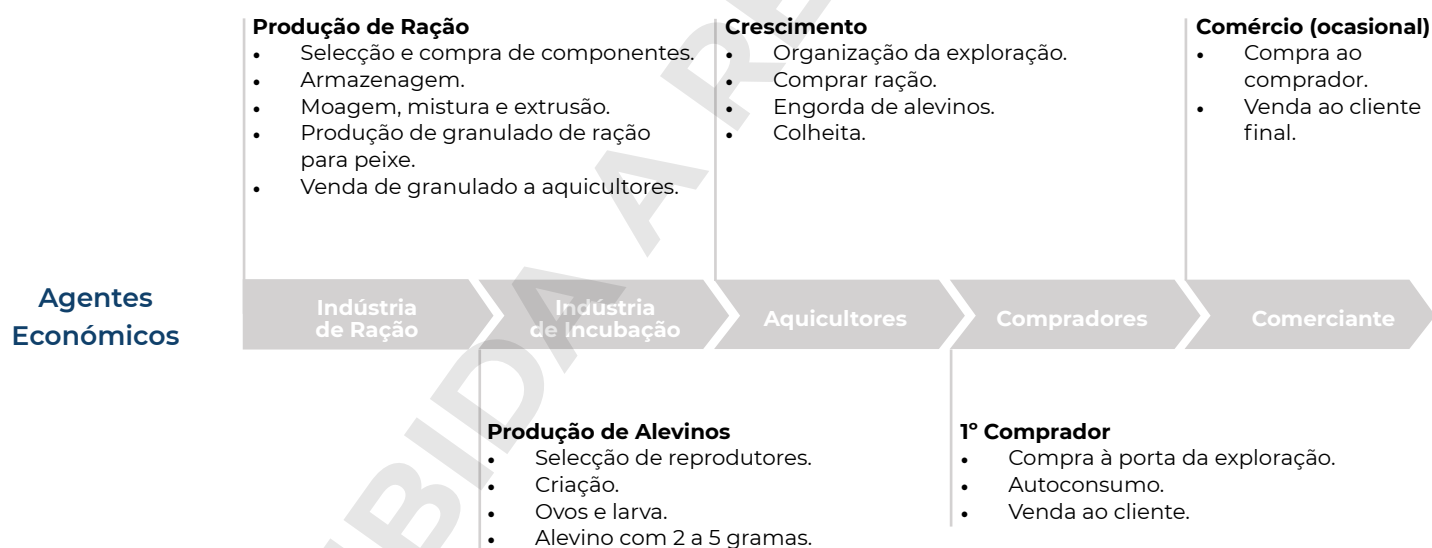 Produção de Ração
• Selecção e compra de componentes.
• Armazenagem.
• Moagem, mistura e extrusão.
• Produção de granulado de ração
para peixe.
• Venda de granulado a aquicultores.
Crescimento
• Organização da exploração.
• Comprar ração.
• Engorda de alevinos.
• Colheita.
Comércio (ocasional)
• Compra ao
comprador.
• Venda ao cliente
final.
Agentes
Económicos
Indústria
de Ração
Indústria
de Incubação
Aquicultores
Compradores
Comerciante
Produção de Alevinos
• Selecção de reprodutores.
• Criação.
• Ovos e larva.
• Alevino com 2 a 5 gramas.
1º Comprador
• Compra à porta da exploração.
• Autoconsumo.
• Venda ao cliente.
IBIDA A RE